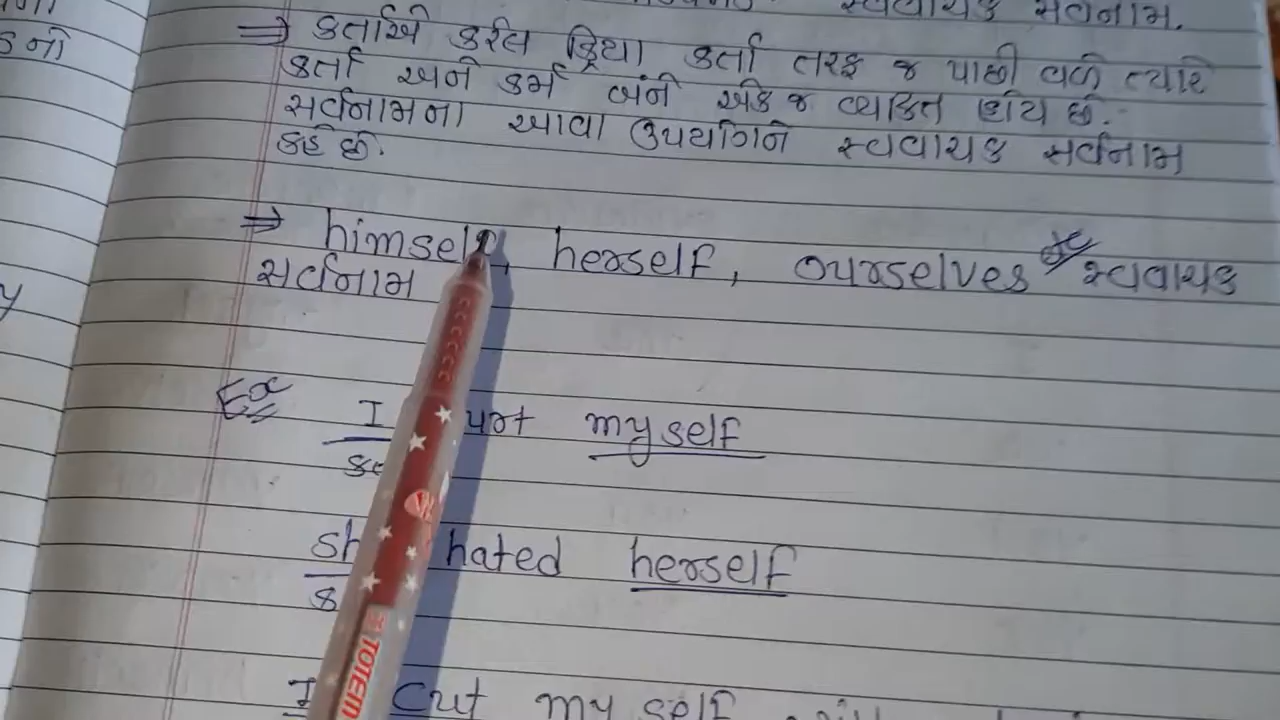 સ્વવાચક સર્વનામ.
⇒ કર્તાએ કરેલ ક્રિયા કર્તા તરફ જ પાછી વળે ત્યારે
કર્તા અને કર્મ બંને એક જ વ્યકિત હોય છે.
સર્વનામના આવા ઉપયોગને સ્વવાચક સર્વનામ
કહે છે.
⇒ himself, herself, ourselves સ્વવાચક
સર્વનામ
Ex I myself
she hated herself
I cut my self
TOTEM